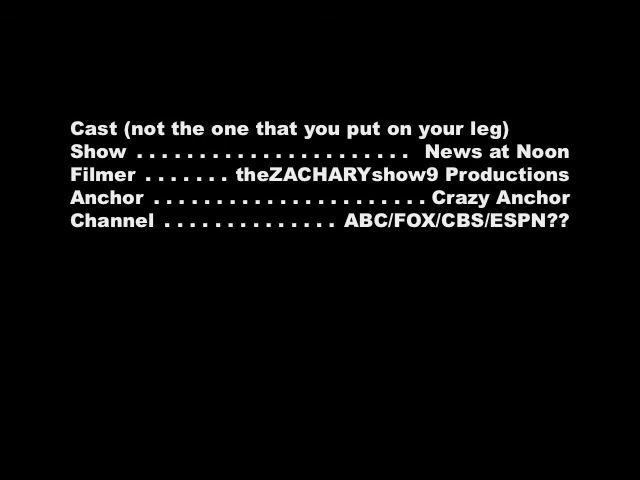 Cast (not the one that you put on your leg)
Show . . . . . . . . . . . . . . . . . . . . . . News at Noon
Filmer . . . . . . . theZACHARYshow9 Productions
Anchor . . . . . . . . . . . . . . . . . . . . . . Crazy Anchor
Channel . . . . . . . . . . . . . . ABC/FOX/CBS/ESPN??